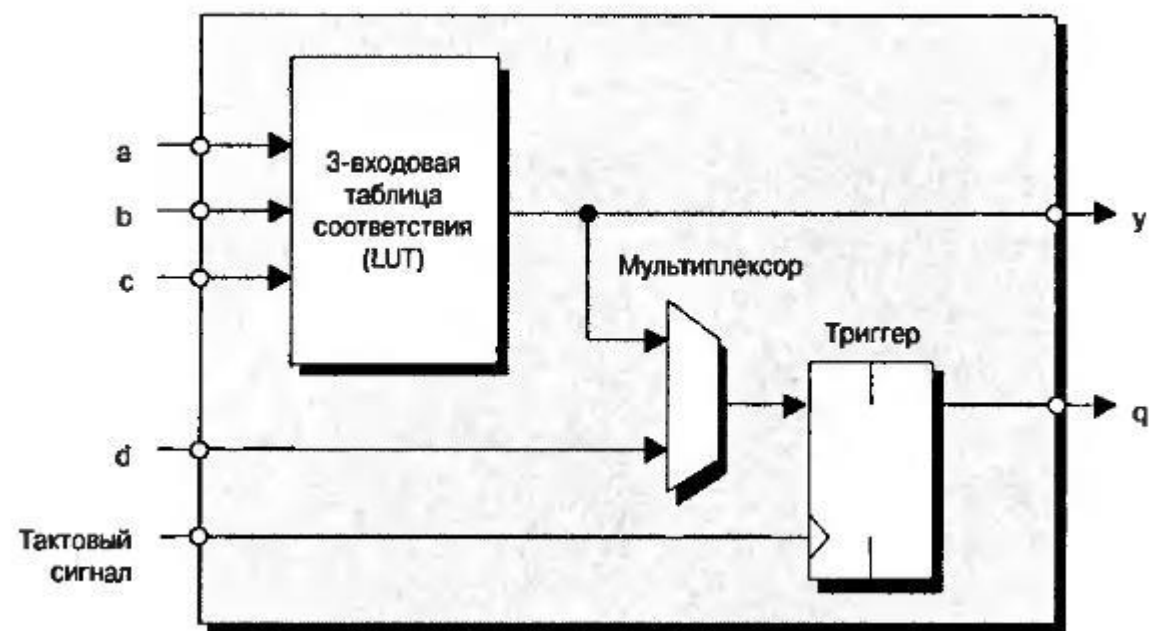 a
b
c
d
Тактовый
сигнал
3-входовая
таблица
соответствия
(LUT)
Мультиплексор
Триггер
y
q